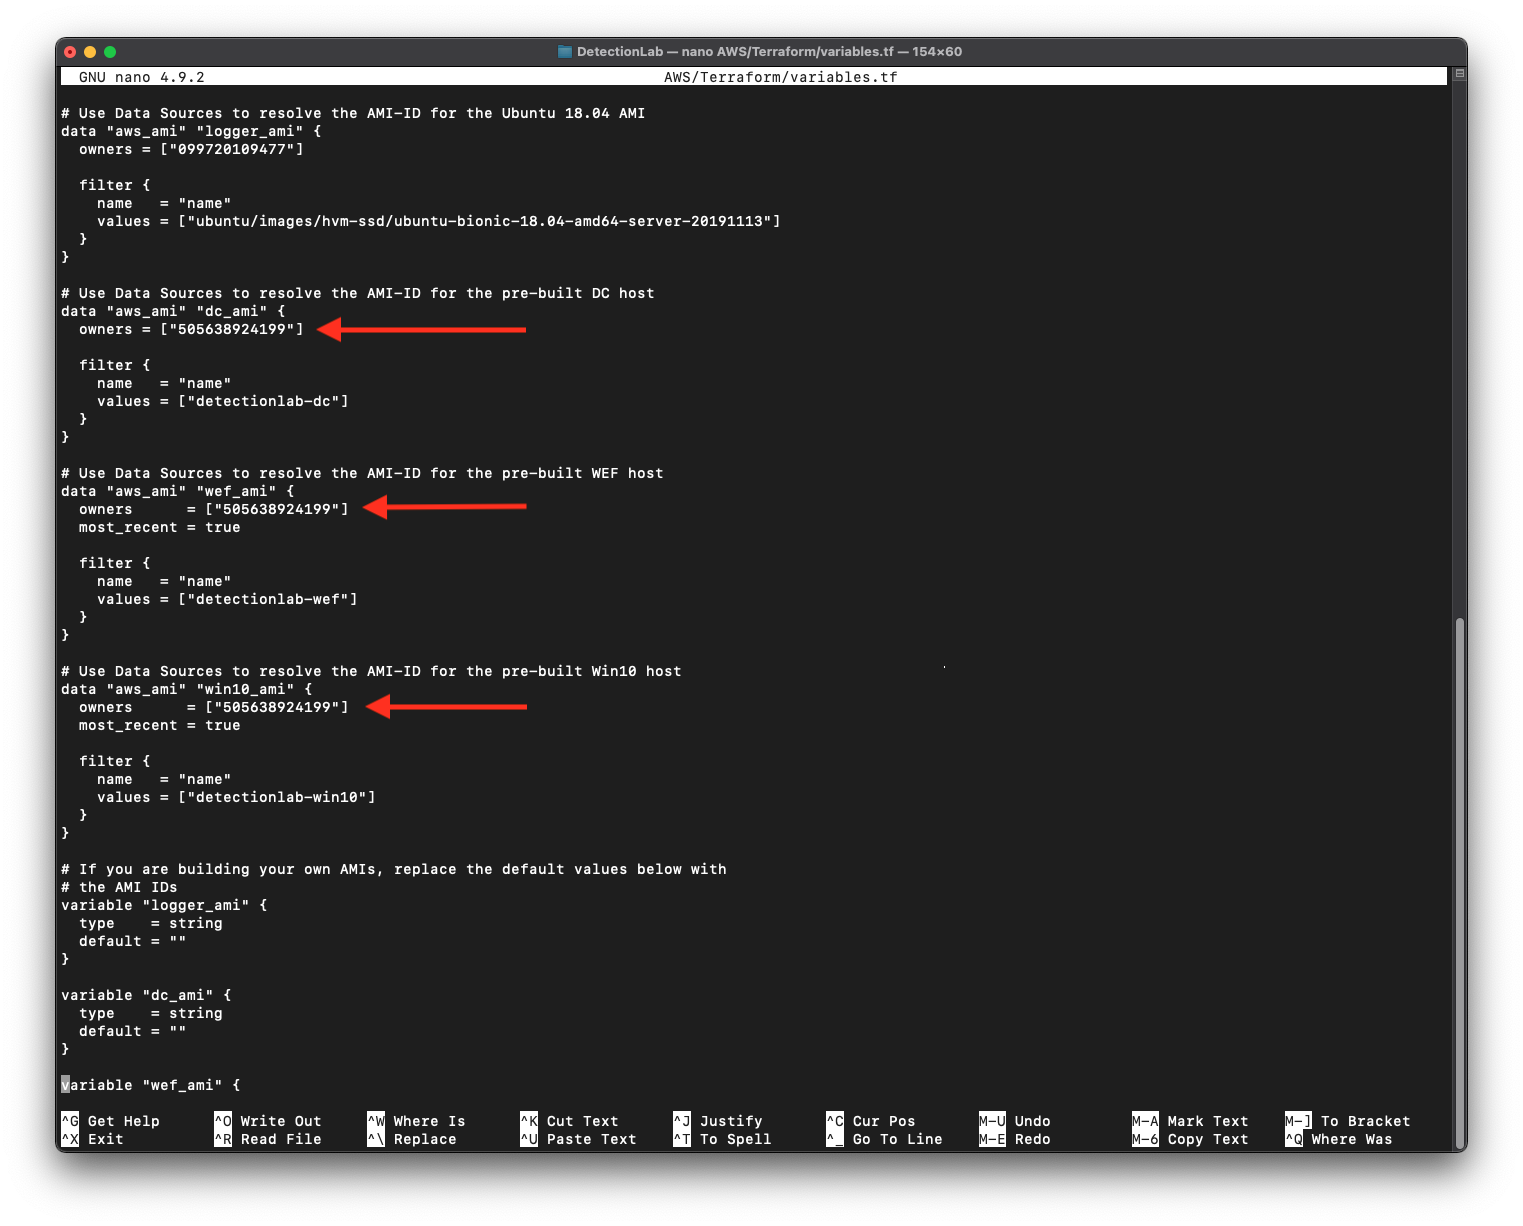 DetectionLab — nano AWS/Terraform/variables.tf — 154×60
GNU nano 4.9.2 AWS/Terraform/variables.tf
# Use Data Sources to resolve the AMI-ID for the Ubuntu 18.04 AMI
data "aws_ami" "logger_ami" {
  owners = ["099720109477"]
  filter {
    name   = "name"
    values = ["ubuntu/images/hvm-ssd/ubuntu-bionic-18.04-amd64-server-20191113"]
  }
}
# Use Data Sources to resolve the AMI-ID for the pre-built DC host
data "aws_ami" "dc_ami" {
  owners = ["505638924199"]
  filter {
    name   = "name"
    values = ["detectionlab-dc"]
  }
}
# Use Data Sources to resolve the AMI-ID for the pre-built WEF host
data "aws_ami" "wef_ami" {
  owners      = ["505638924199"]
  most_recent = true
  filter {
    name   = "name"
    values = ["detectionlab-wef"]
  }
}
# Use Data Sources to resolve the AMI-ID for the pre-built Win10 host
data "aws_ami" "win10_ami" {
  owners      = ["505638924199"]
  most_recent = true
  filter {
    name   = "name"
    values = ["detectionlab-win10"]
  }
}
# If you are building your own AMIs, replace the default values below with
# the AMI IDs
variable "logger_ami" {
  type    = string
  default = ""
}
variable "dc_ami" {
  type    = string
  default = ""
}
variable "wef_ami" {
^G Get Help ^O Write Out ^W Where Is ^K Cut Text ^J Justify ^C Cur Pos M-U Undo M-A Mark Text M-] To Bracket
^X Exit ^R Read File ^\ Replace ^U Paste Text ^T To Spell ^_ Go To Line M-E Redo M-6 Copy Text ^Q Where Was